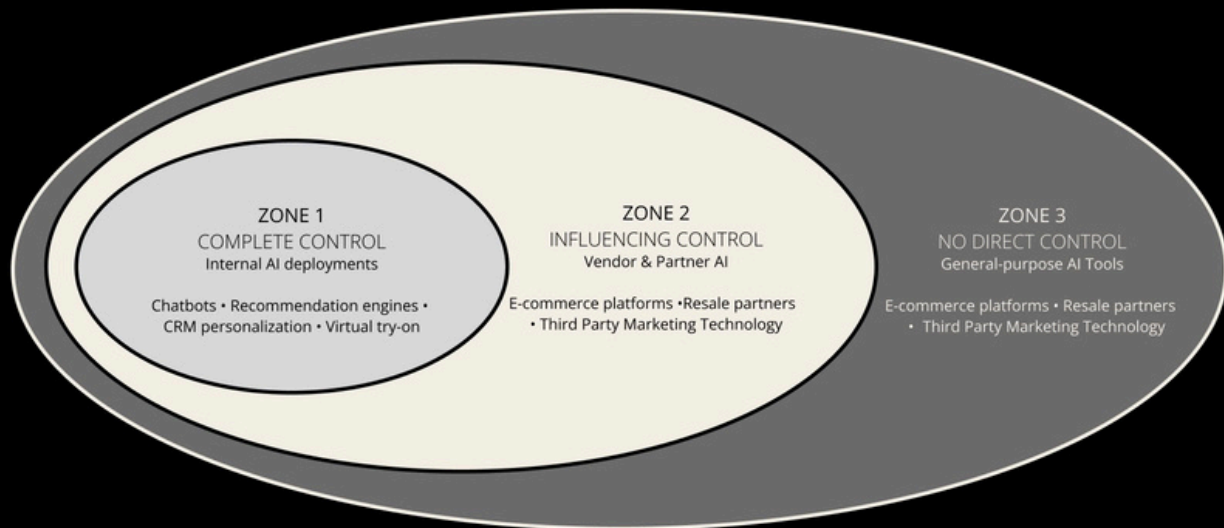 ZONE 1
COMPLETE CONTROL
Internal AI deployments
Chatbots • Recommendation engines •
CRM personalization • Virtual try-on
ZONE 2
INFLUENCING CONTROL
Vendor & Partner AI
E-commerce platforms •Resale partners
• Third Party Marketing Technology
ZONE 3
NO DIRECT CONTROL
General-purpose AI Tools
E-commerce platforms • Resale partners
• Third Party Marketing Technology